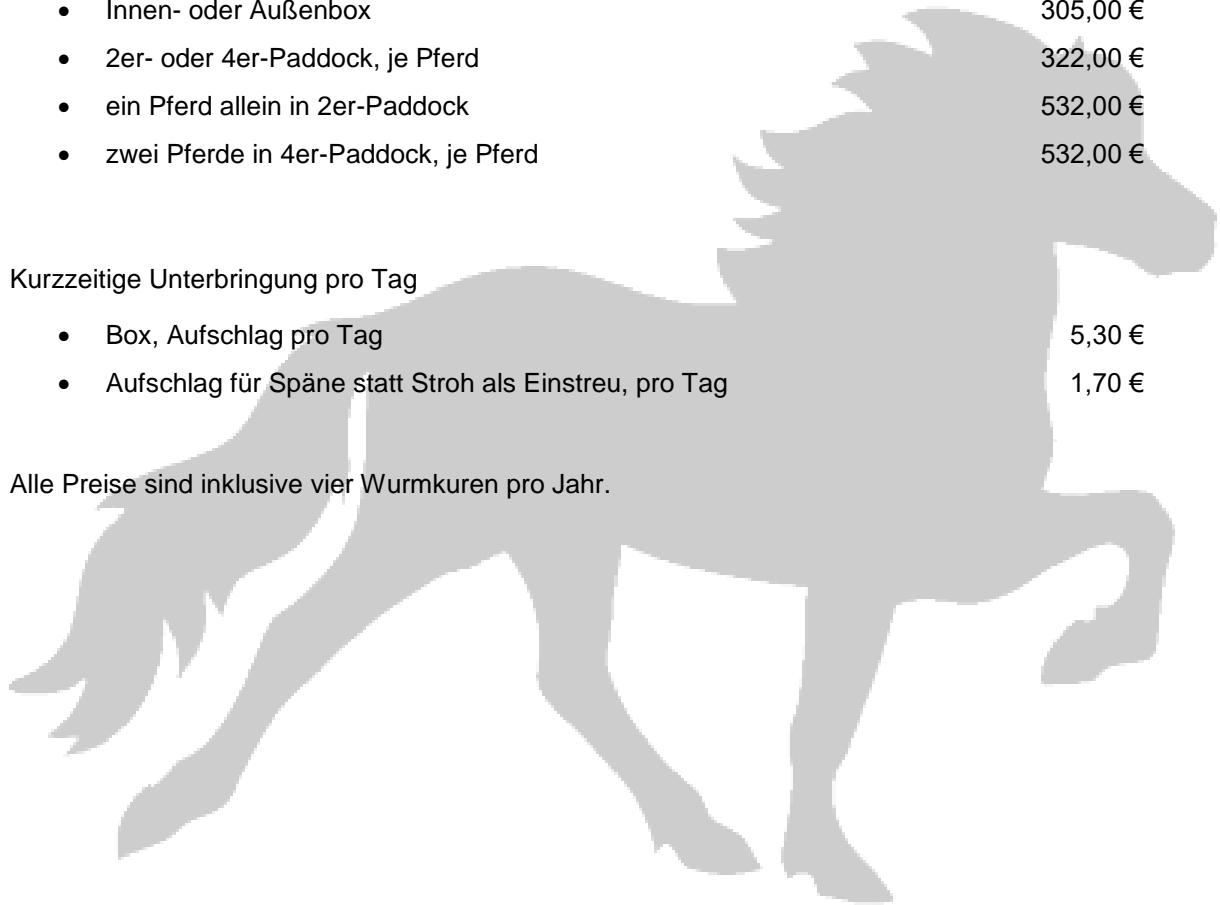 • Innen- oder Außenbox 305,00 €
• 2er- oder 4er-Paddock, je Pferd 322,00 €
• ein Pferd allein in 2er-Paddock 532,00 €
• zwei Pferde in 4er-Paddock, je Pferd 532,00 €
Kurzzeitige Unterbringung pro Tag
• Box, Aufschlag pro Tag 5,30 €
• Aufschlag für Späne statt Stroh als Einstreu, pro Tag 1,70 €
Alle Preise sind inklusive vier Wurmkuren pro Jahr.